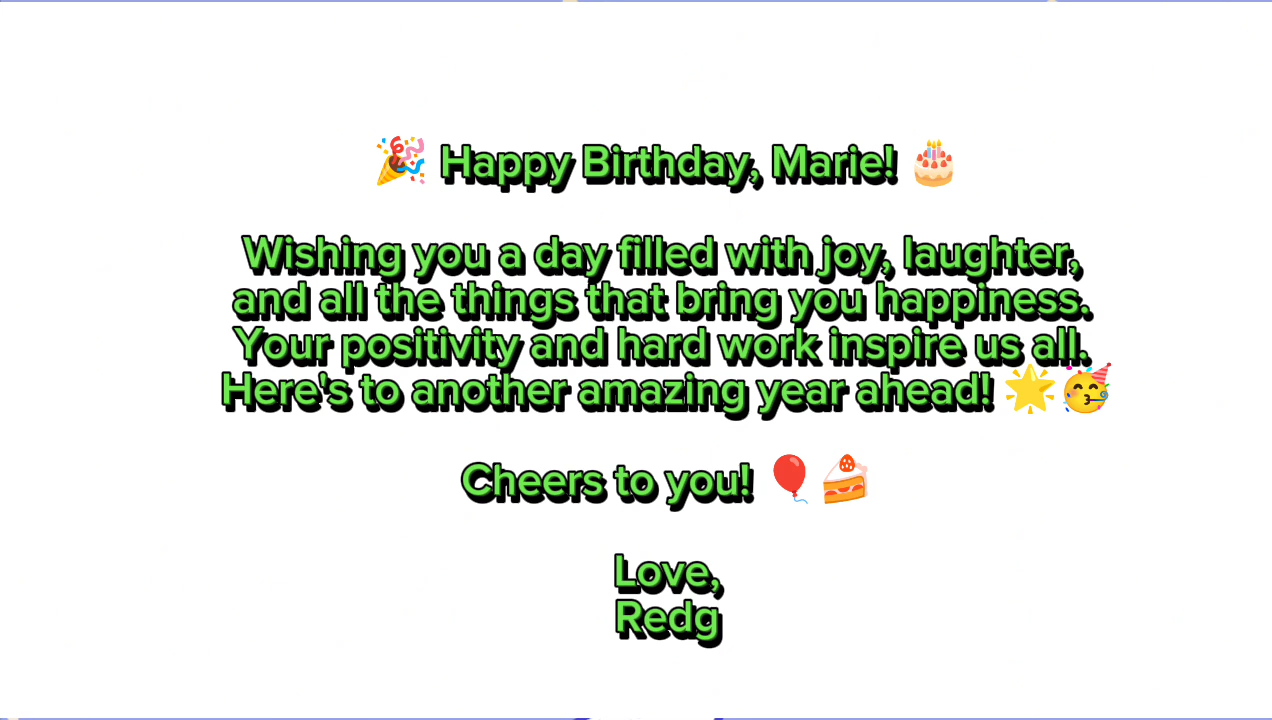 🎉 Happy Birthday, Marie! 🎂
Wishing you a day filled with joy, laughter,
and all the things that bring you happiness.
Your positivity and hard work inspire us all.
Here's to another amazing year ahead! 🌟🥳
Cheers to you! 🎈🍰
Love,
Redg